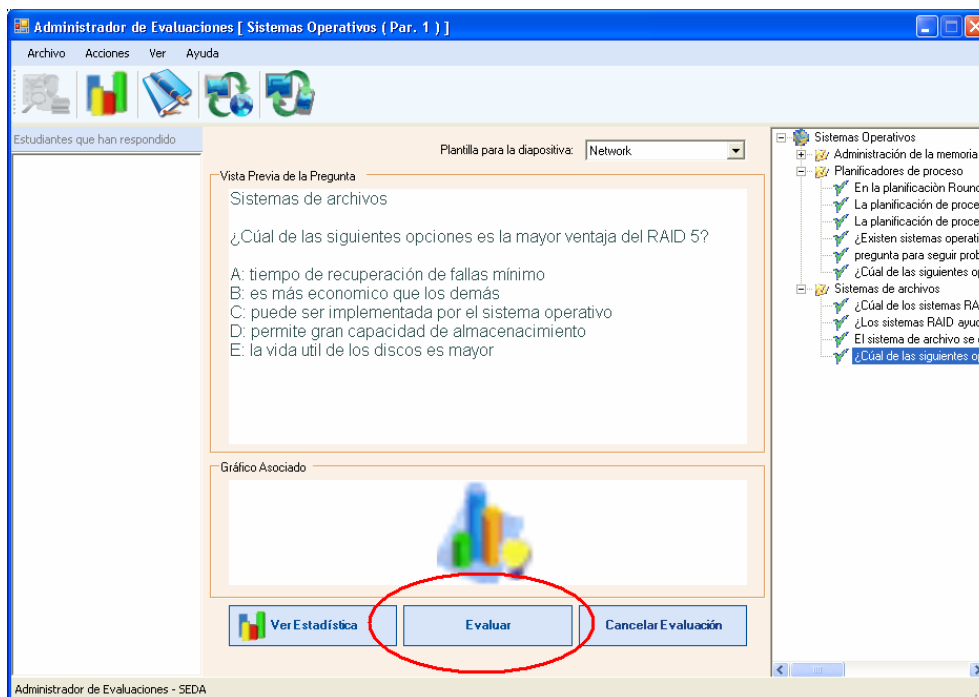 Administrador de Evaluaciones [ Sistemas Operativos ( Par. 1 ) ]
Archivo Acciones Ver Ayuda
Estudiantes que han respondido
Plantilla para la diapositiva: Network
Vista Previa de la Pregunta
Sistemas de archivos
¿Cúal de las siguientes opciones es la mayor ventaja del RAID 5?
A: tiempo de recuperación de fallas mínimo
B: es más economico que los demás
C: puede ser implementada por el sistema operativo
D: permite gran capacidad de almacenacimiento
E: la vida util de los discos es mayor
Gráfico Asociado
Ver Estadística
Evaluar
Cancelar Evaluación
Sistemas Operativos
Administración de la memoria
Planificadores de proceso
En la planificaciòn Round
La planificación de proce
La planificación de proce
¿Existen sistemas operati
pregunta para seguir prob
¿Cúal de las siguientes op
Sistemas de archivos
¿Cúal de los sistemas RA
¿Los sistemas RAID ayuc
El sistema de archivo se
¿Cúal de las siguientes op
Administrador de Evaluaciones - SEDA